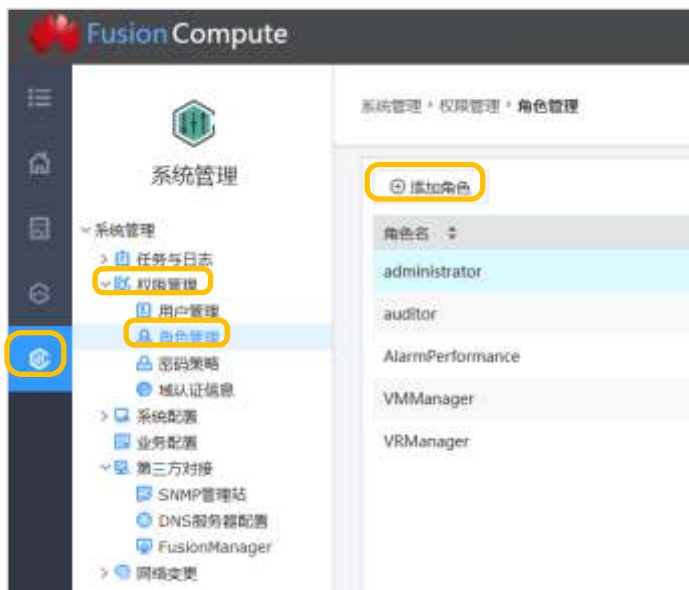 Fusion Compute
系统管理
系统管理
任务与日志
权限管理
用户管理
角色管理
密码策略
域认证信息
系统配置
业务配置
第三方对接
SNMP管理站
DNS服务器配置
FusionManager
网络变更
系统管理 › 权限管理 › 角色管理
添加角色
角色名
administrator
auditor
AlarmPerformance
VMManager
VRManager